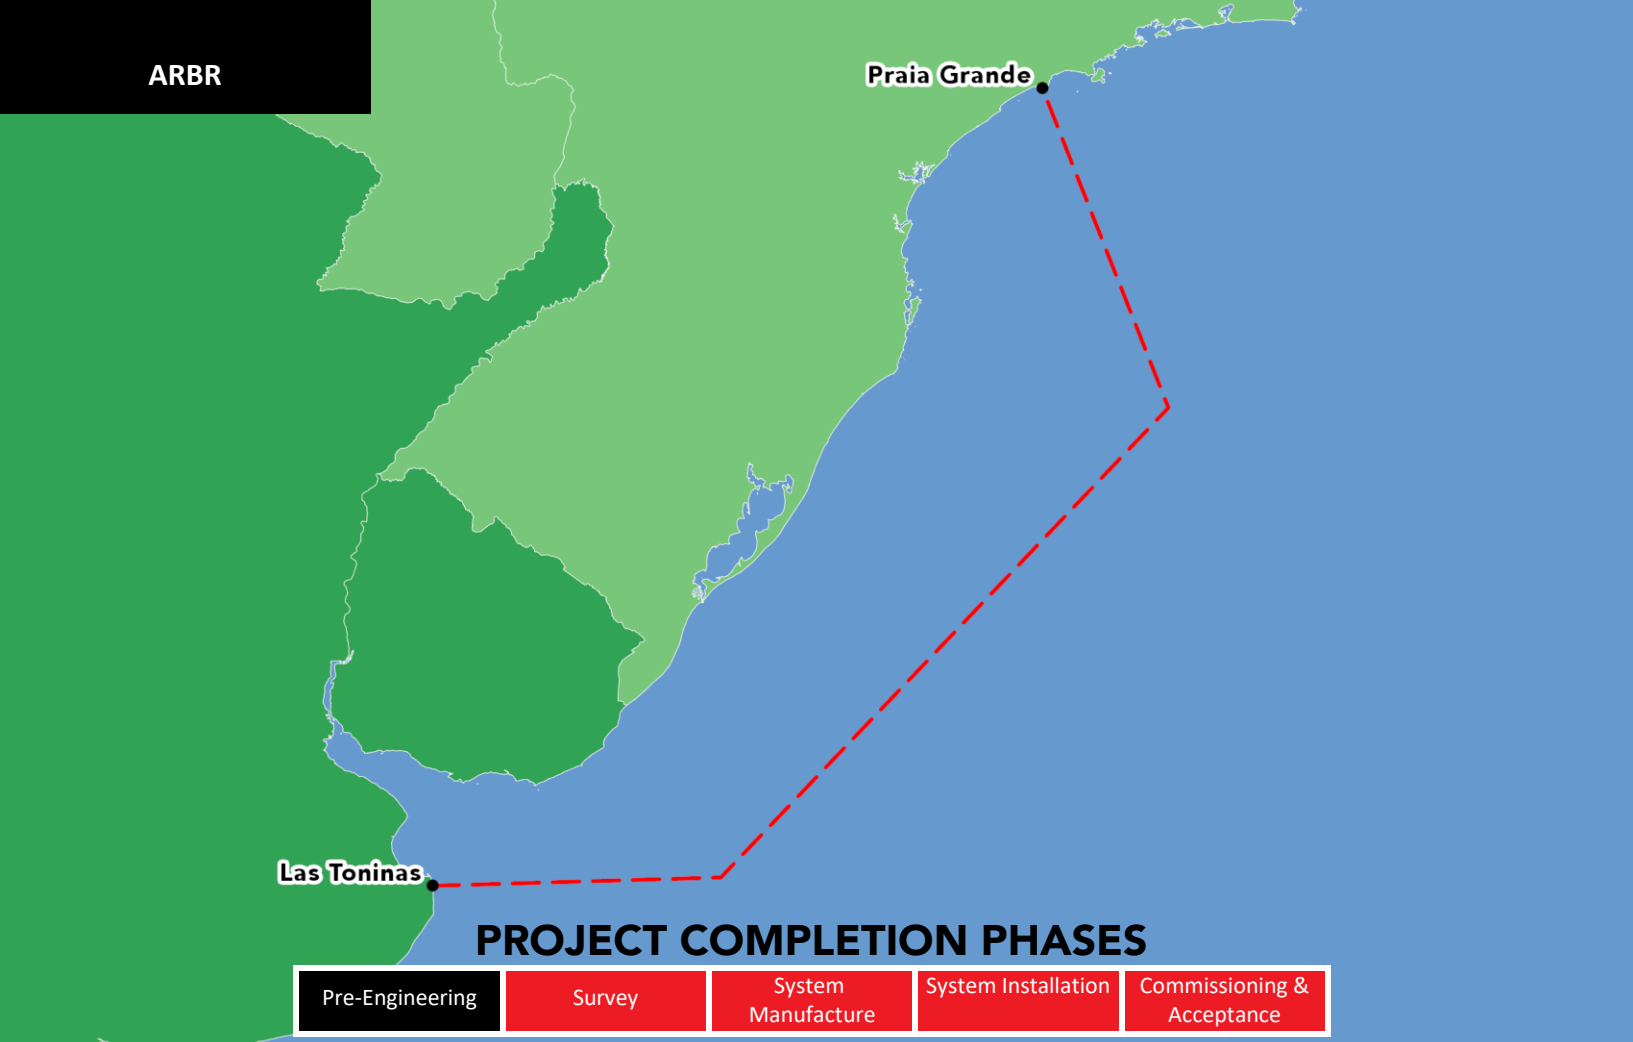 ARBR
Praia Grande
Las Toninas
PROJECT COMPLETION PHASES
Pre-Engineering
Survey
System
Manufacture
System Installation
Commissioning &
Acceptance